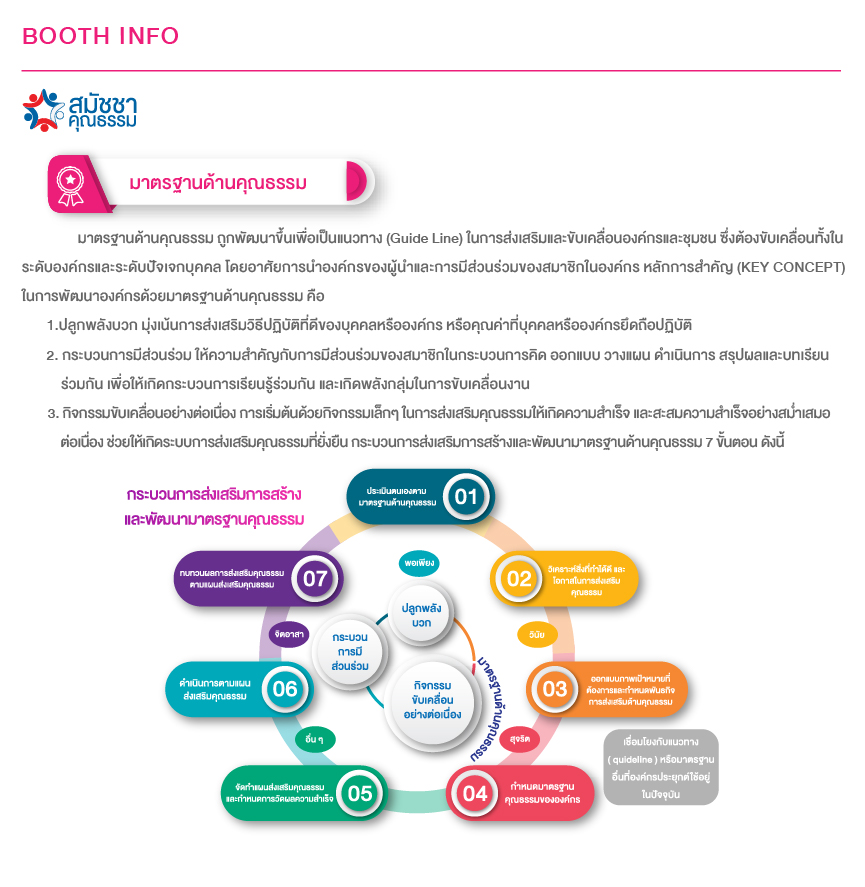 BOOTH INFO
สมัชชา
คุณธรรม
มาตรฐานด้านคุณธรรม
มาตรฐานด้านคุณธรรม ถูกพัฒนาขึ้นเพื่อเป็นแนวทาง (Guide Line) ในการส่งเสริมและขับเคลื่อนองค์กรและชุมชน ซึ่งต้องขับเคลื่อนทั้งใน
ระดับองค์กรและระดับปัจเจกบุคคล โดยอาศัยการนำองค์กรของผู้นำและการมีส่วนร่วมของสมาชิกในองค์กร หลักการสำคัญ (KEY CONCEPT)
ในการพัฒนาองค์กรด้วยมาตรฐานด้านคุณธรรม คือ
1.ปลูกพลังบวก มุ่งเน้นการส่งเสริมวิธีปฏิบัติที่ดีของบุคคลหรือองค์กร หรือคุณค่าที่บุคคลหรือองค์กรยึดถือปฏิบัติ
2. กระบวนการมีส่วนร่วม ให้ความสำคัญกับการมีส่วนร่วมของสมาชิกในกระบวนการคิด ออกแบบ วางแผน ดำเนินการ สรุปผลและบทเรียน
ร่วมกัน เพื่อให้เกิดกระบวนการเรียนรู้ร่วมกัน และเกิดพลังกลุ่มในการขับเคลื่อนงาน
3. กิจกรรมขับเคลื่อนอย่างต่อเนื่อง การเริ่มต้นด้วยกิจกรรมเล็กๆ ในการส่งเสริมคุณธรรมให้เกิดความสำเร็จ และสะสมความสำเร็จอย่างสม่ำเสมอ
ต่อเนื่อง ช่วยให้เกิดระบบการส่งเสริมคุณธรรมที่ยั่งยืน กระบวนการส่งเสริมการสร้างและพัฒนามาตรฐานด้านคุณธรรม 7 ขั้นตอน ดังนี้
กระบวนการส่งเสริมการสร้าง
และพัฒนามาตรฐานคุณธรรม
ประเมินตนเองตาม
มาตรฐานด้านคุณธรรม
01
วิเคราะห์สิ่งที่ทำได้ดี และ
โอกาสในการส่งเสริม
คุณธรรม
02
ออกแบบภาพเป้าหมายที่
ต้องการและกำหนดพันธกิจ
การส่งเสริมด้านคุณธรรม
03
กำหนดมาตรฐาน
คุณธรรมขององค์กร
04
จัดทำแผนส่งเสริมคุณธรรม
และกำหนดการวัดผลความสำเร็จ
05
ดำเนินการตามแผน
ส่งเสริมคุณธรรม
06
ทบทวนผลการส่งเสริมคุณธรรม
ตามแผนส่งเสริมคุณธรรม
07
พอเพียง
วินัย
สุจริต
อื่น ๆ
จิตอาสา
ปลูกพลัง
บวก
กระบวน
การมี
ส่วนร่วม
กิจกรรม
ขับเคลื่อน
อย่างต่อเนื่อง
มาตรฐานด้านคุณธรรม
เชื่อมโยงกับแนวทาง
( quideline ) หรือมาตรฐาน
อื่นที่องค์กรประยุกต์ใช้อยู่
ในปัจจุบัน